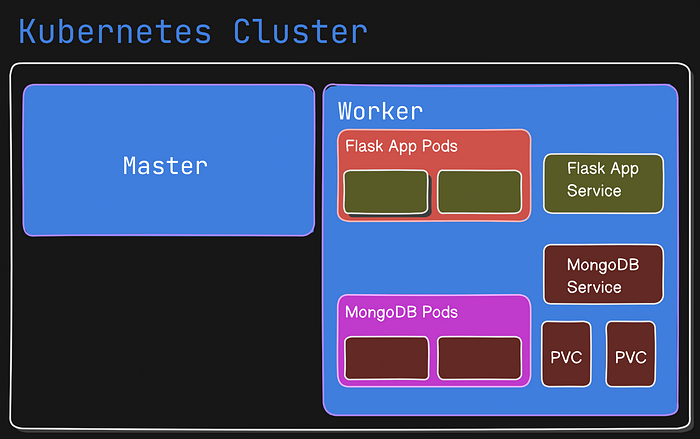 Kubernetes Cluster
Master
Worker
Flask App Pods
Flask App
Service
MongoDB
Service
MongoDB Pods
PVC
PVC